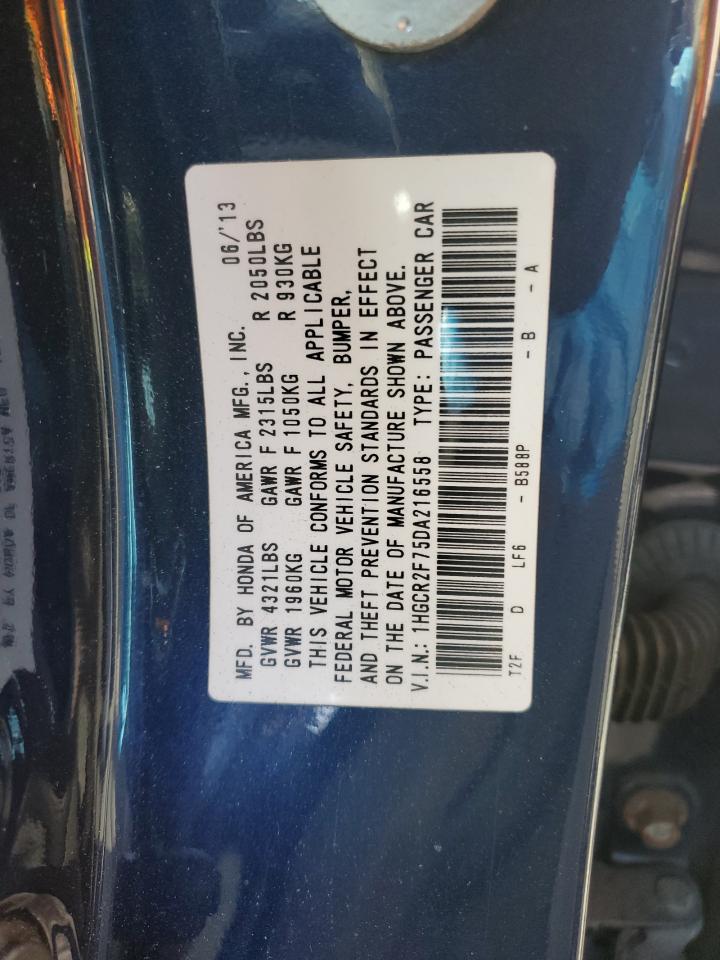 MFD. BY HONDA OF AMERICA MFG., INC. 06/'13
GVWR 4321LBS GAWR F 2315LBS R 2050LBS
GVWR 1960KG GAWR F 1050KG R 930KG
THIS VEHICLE CONFORMS TO ALL APPLICABLE
FEDERAL MOTOR VEHICLE SAFETY, BUMPER,
AND THEFT PREVENTION STANDARDS IN EFFECT
ON THE DATE OF MANUFACTURE SHOWN ABOVE.
V.I.N.: 1HGCR2F75DA216558 TYPE: PASSENGER CAR
T2F D LF6 - B588P - B - A